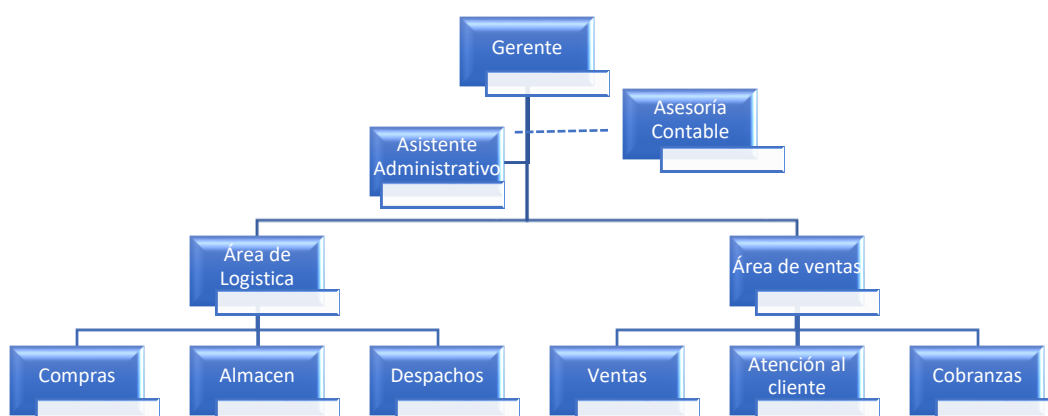 Gerente
Asesoría
Contable
Asistente
Administrativo
Área de
Logistica
Área de ventas
Compras
Almacen
Despachos
Ventas
Atención al
cliente
Cobranzas